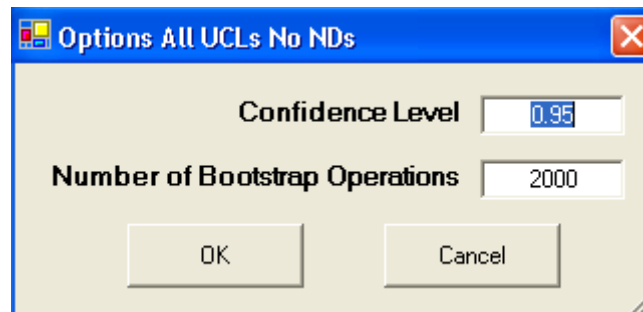 Options All UCLs No NDs
Confidence Level 0.95
Number of Bootstrap Operations 2000
OK Cancel